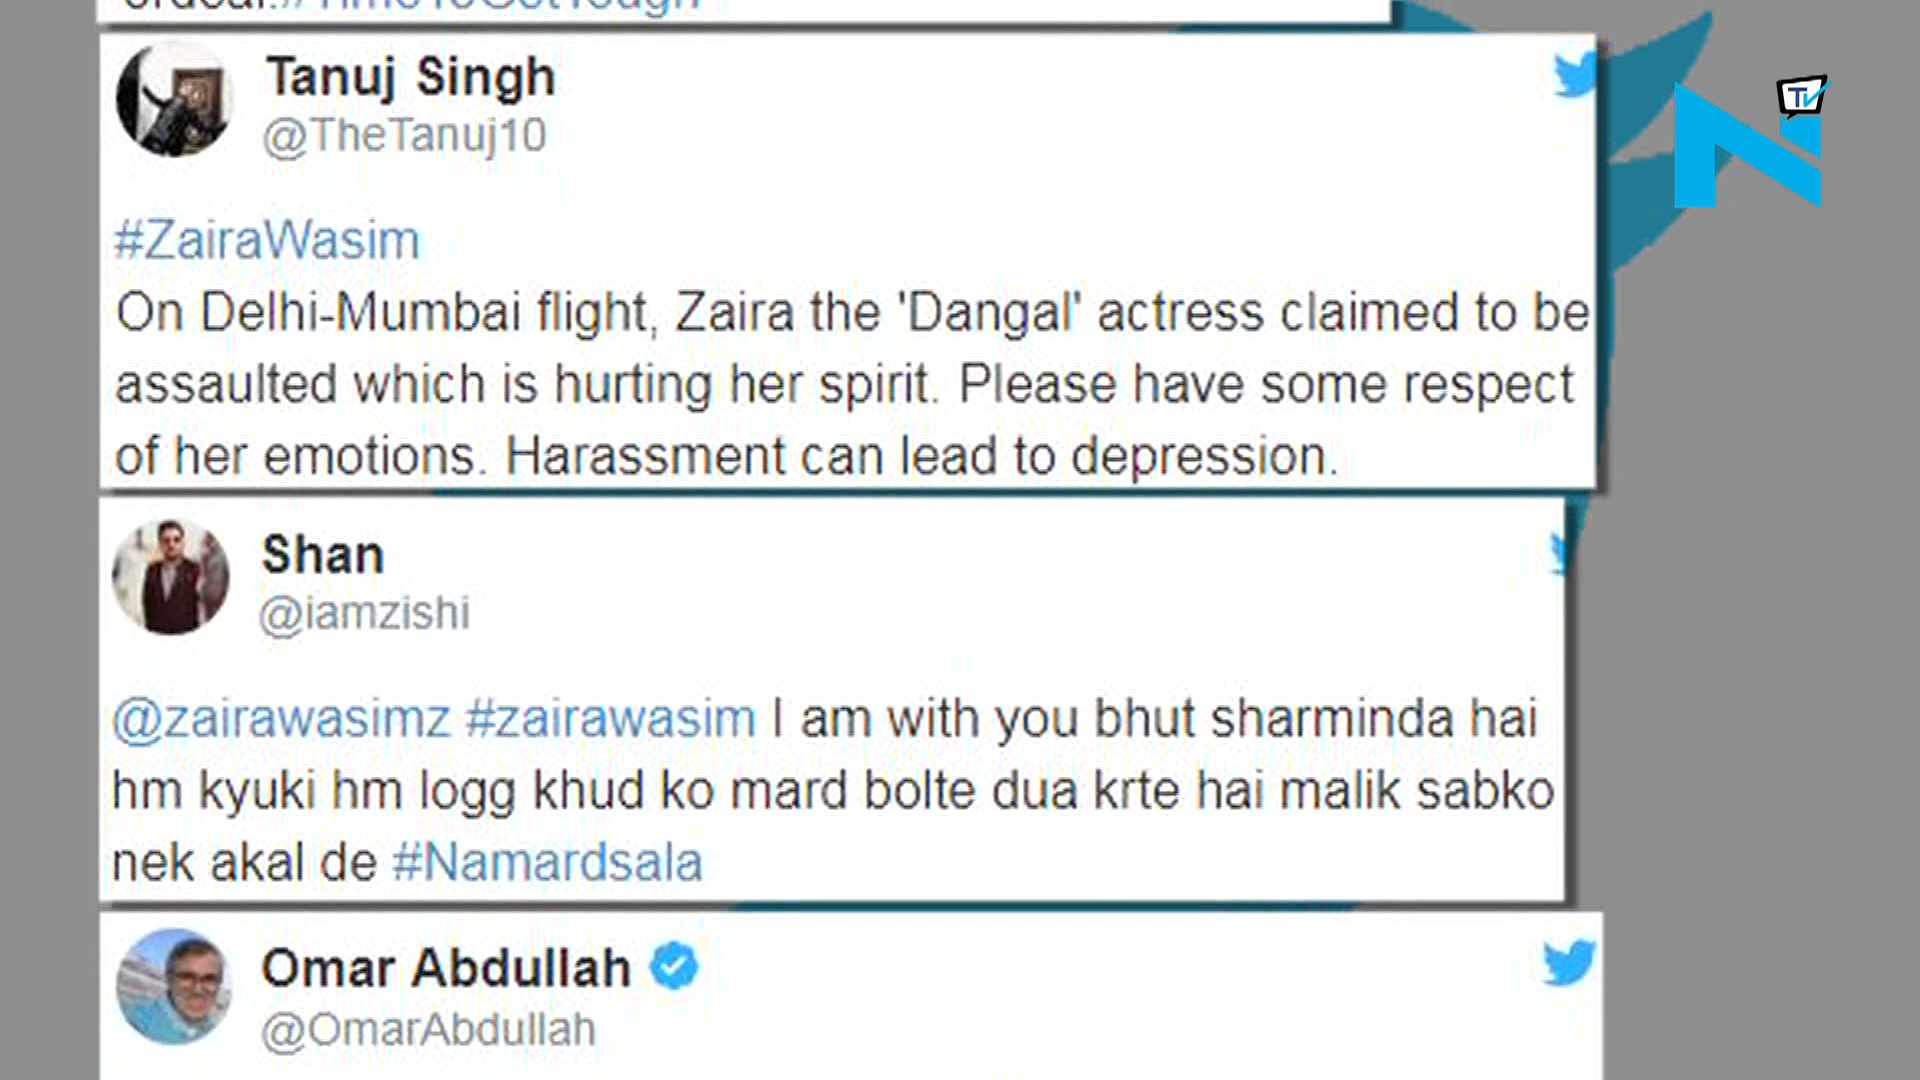 Tanuj Singh
@TheTanuj10
#ZairaWasim
On Delhi-Mumbai flight, Zaira the 'Dangal' actress claimed to be
assaulted which is hurting her spirit. Please have some respect
of her emotions. Harassment can lead to depression.
Shan
@iamzishi
@zairawasimz #zairawasim I am with you bhut sharminda hai
hm kyuki hm logg khud ko mard bolte dua krte hai malik sabko
nek akal de #Namardsala
Omar Abdullah
@OmarAbdullah
N
TV